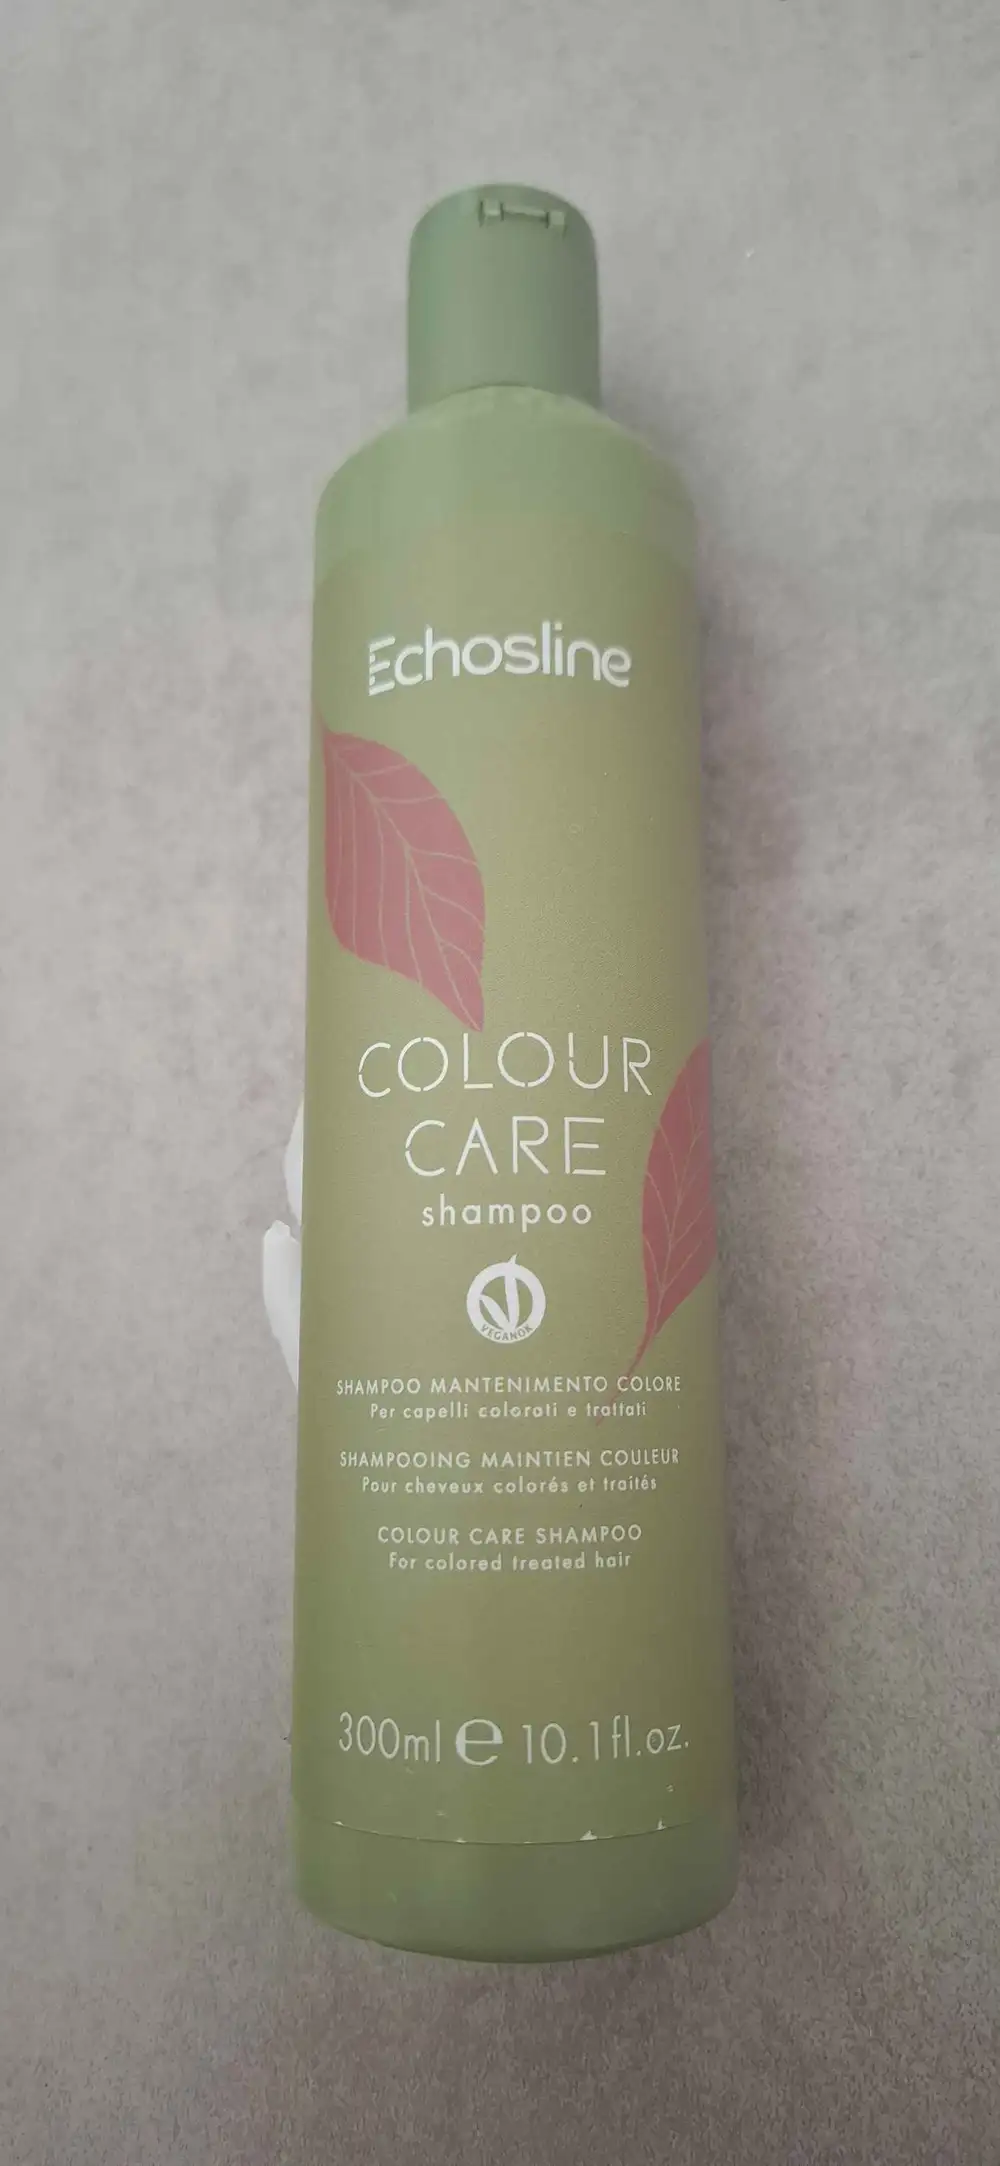 Echosline
COLOUR
CARE
shampoo
VEGANOK
SHAMPOO MANTENIMENTO COLORE
Per capelli colorati e trattati
SHAMPOOING MAINTIEN COULEUR
Pour cheveux colorés et traités
COLOUR CARE SHAMPOO
For colored treated hair
300ml e 10.1fl.oz.